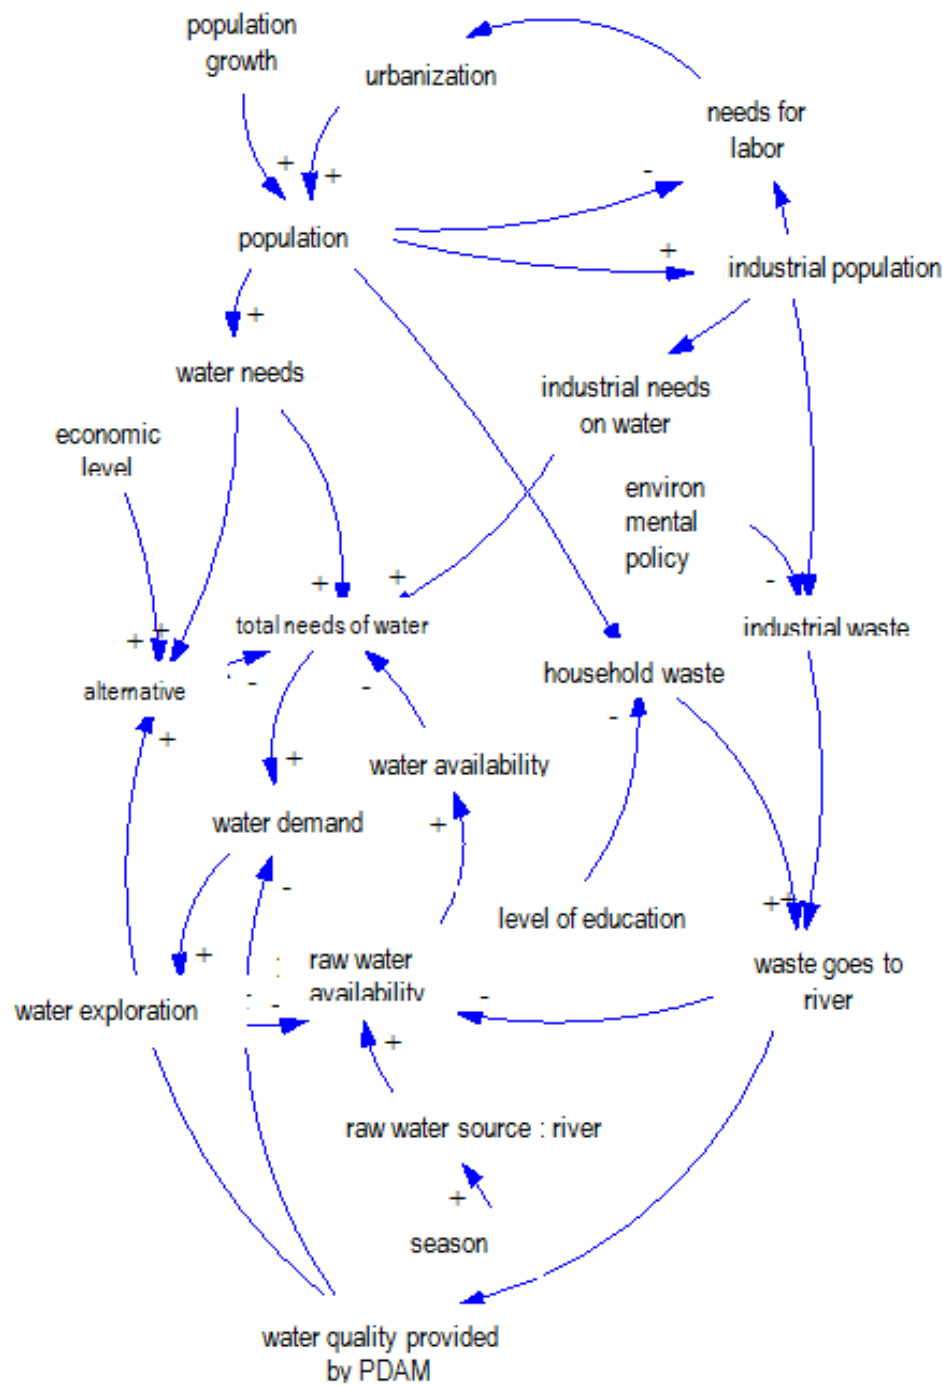 population
growth
urbanization
needs for
labor
+
+
-
population
+
industrial population
+
water needs
industrial needs
on water
economic
level
environ
mental
policy
+
+
-
+
+
total needs of water
industrial waste
alternative
-
-
household waste
-
+
+
water availability
water demand
+
-
level of education
+
+
+
raw water
availability
waste goes to
river
water exploration
-
-
+
raw water source : river
+
season
water quality provided
by PDAM